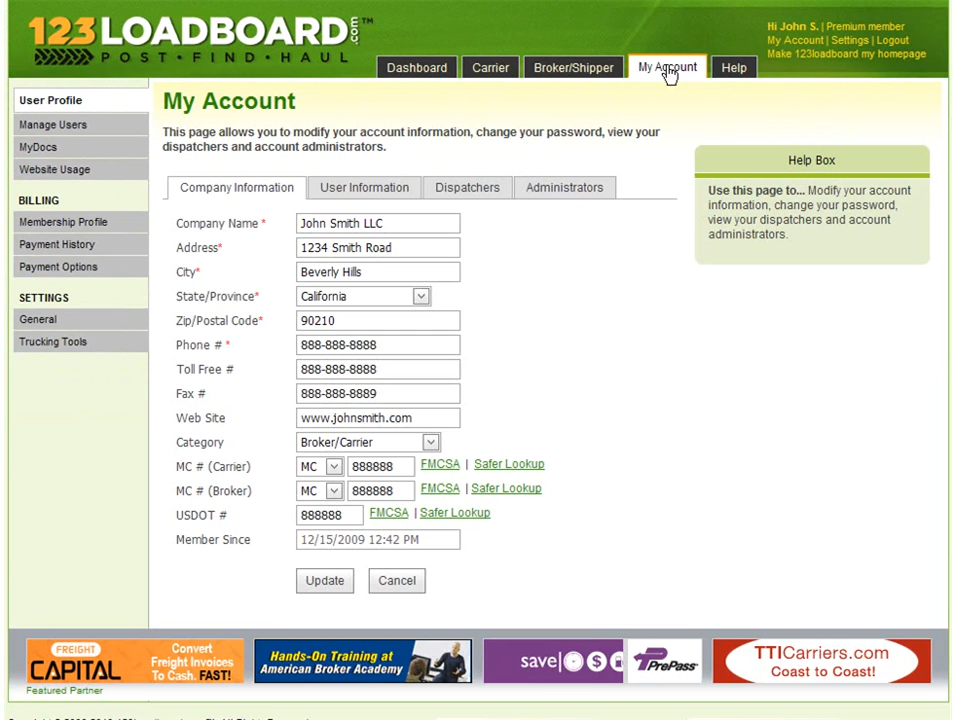 123LOADBOARD.com™
POST • FIND • HAUL
Hi John S. | Premium member
My Account | Settings | Logout
Make 123loadboard my homepage
Dashboard
Carrier
Broker/Shipper
My Account
Help
User Profile
Manage Users
MyDocs
Website Usage
BILLING
Membership Profile
Payment History
Payment Options
SETTINGS
General
Trucking Tools
My Account
This page allows you to modify your account information, change your password, view your
dispatchers and account administrators.
Company Information
User Information
Dispatchers
Administrators
Company Name * John Smith LLC
Address* 1234 Smith Road
City* Beverly Hills
State/Province* California
Zip/Postal Code* 90210
Phone # * 888-888-8888
Toll Free # 888-888-8888
Fax # 888-888-8889
Web Site www.johnsmith.com
Category Broker/Carrier
MC # (Carrier) MC 888888 FMCSA | Safer Lookup
MC # (Broker) MC 888888 FMCSA | Safer Lookup
USDOT # 888888 FMCSA | Safer Lookup
Member Since 12/15/2009 12:42 PM
Update
Cancel
Help Box
Use this page to... Modify your account
information, change your password,
view your dispatchers and account
administrators.
FREIGHT
CAPITAL
Convert
Freight Invoices
To Cash. FAST!
Featured Partner
Hands-On Training at
American Broker Academy
save
$
PrePass
TTICarriers.com
Coast to Coast!